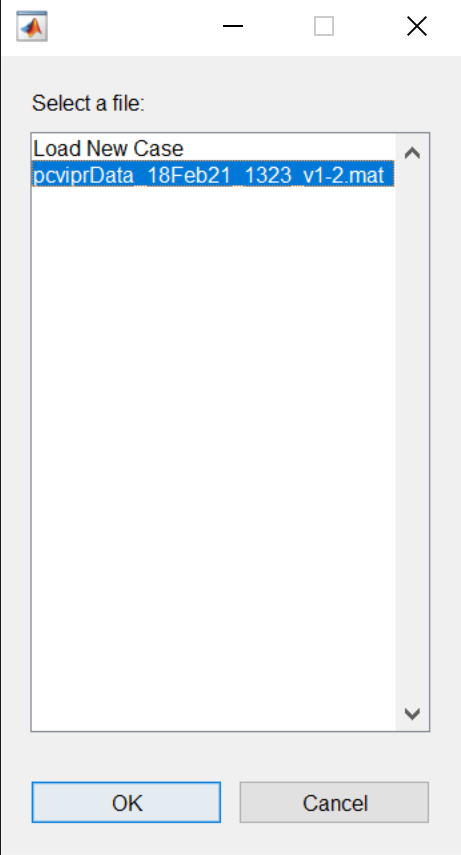 Select a file:
Load New Case
pcviprData_18Feb21_1323_v1-2.mat
OK
Cancel